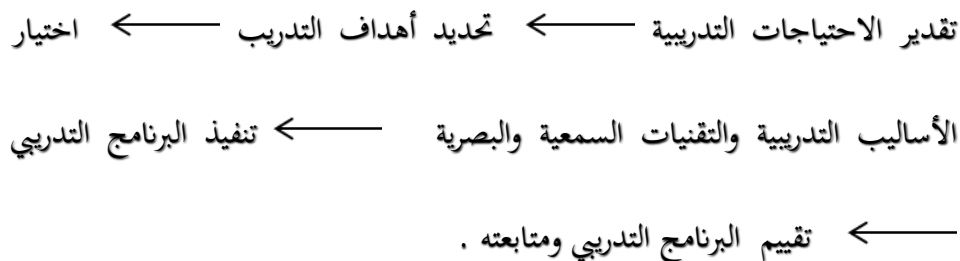 تقدير الاحتياجات التدريبية ← تحديد أهداف التدريب ← اختيار
الأساليب التدريبية والتقنيات السمعية والبصرية ← تنفيذ البرنامج التدريبي
← تقييم البرنامج التدريبي ومتابعته .